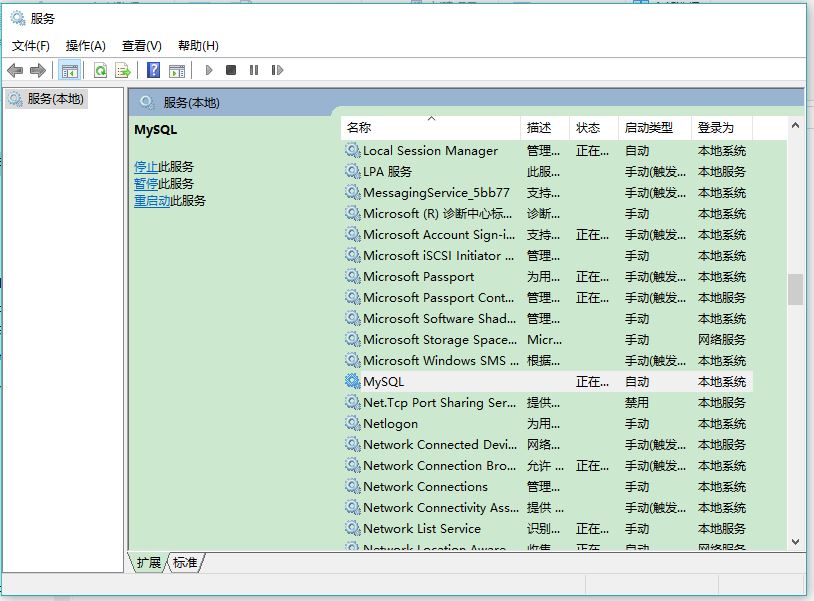 服务
文件(F) 操作(A) 查看(V) 帮助(H)
服务(本地)
服务(本地)
MySQL
停止此服务
暂停此服务
重启动此服务
名称 描述 状态 启动类型 登录为
Local Session Manager 管理... 正在... 自动 本地系统
LPA 服务 此服... 手动(触发... 本地服务
MessagingService_5bb77 支持... 手动(触发... 本地系统
Microsoft (R) 诊断中心标... 诊断... 手动 本地系统
Microsoft Account Sign-i... 支持... 正在... 手动(触发... 本地系统
Microsoft iSCSI Initiator ... 管理... 手动 本地系统
Microsoft Passport 为用... 正在... 手动(触发... 本地系统
Microsoft Passport Cont... 管理... 正在... 手动(触发... 本地服务
Microsoft Software Shad... 管理... 手动 本地系统
Microsoft Storage Space... Micr... 手动 网络服务
Microsoft Windows SMS ... 根据... 手动(触发... 本地系统
MySQL 正在... 自动 本地系统
Net.Tcp Port Sharing Ser... 提供... 禁用 本地服务
Netlogon 为用... 手动 本地系统
Network Connected Devi... 网络... 手动(触发... 本地服务
Network Connection Bro... 允许 ... 正在... 手动(触发... 本地系统
Network Connections 管理... 手动 本地系统
Network Connectivity Ass... 提供 ... 手动(触发... 本地系统
Network List Service 识别... 正在... 手动 本地服务
Network Location Aware... 收集... 正在... 自动 网络服务
扩展 标准